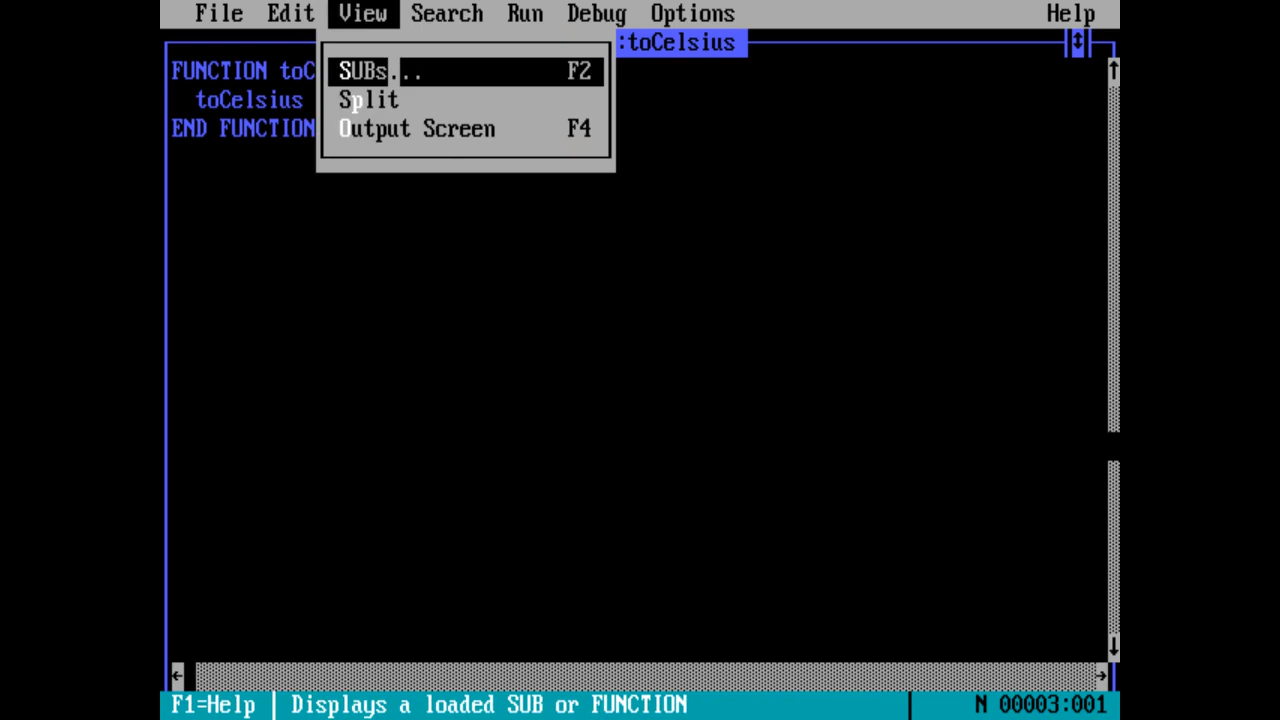 File Edit View Search Run Debug Options Help
:toCelsius
FUNCTION toC
SUBs... F2
toCelsius
Split
END FUNCTION
Output Screen F4
F1=Help Displays a loaded SUB or FUNCTION N 00003:001